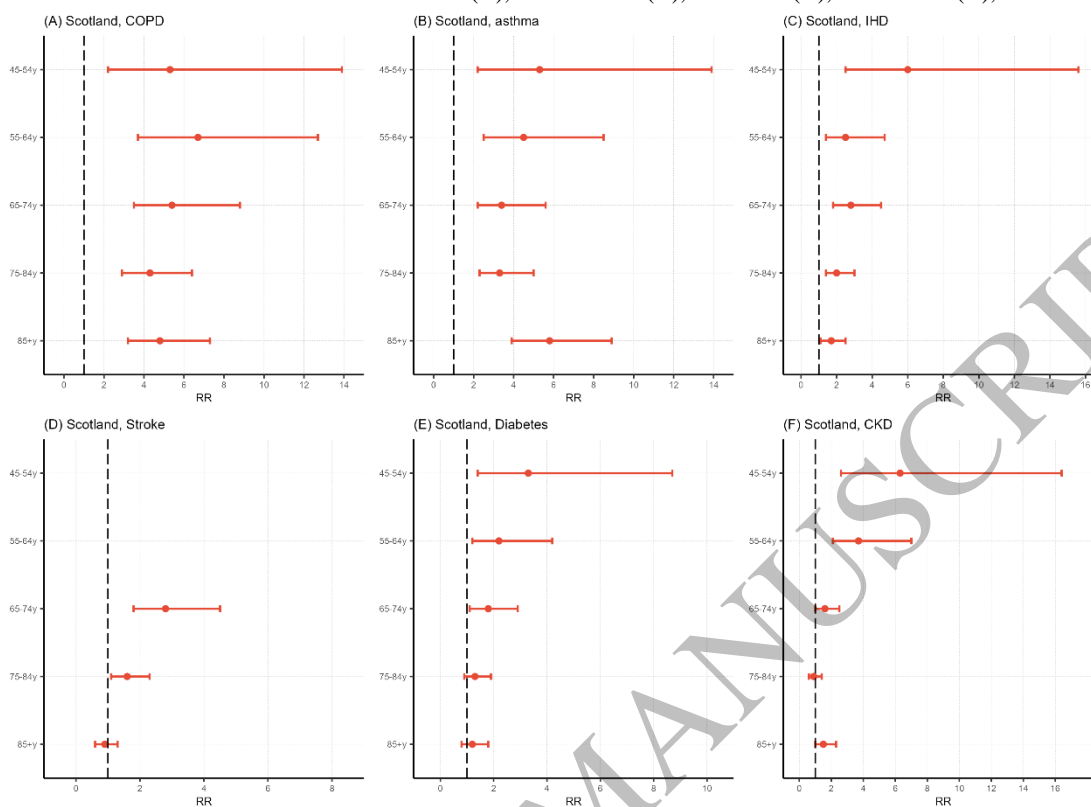 (A) Scotland, COPD
45-54y
55-64y
65-74y
75-84y
85+y
0 2 4 6 8 10 12 14
RR
(B) Scotland, asthma
45-54y
55-64y
65-74y
75-84y
85+y
0 2 4 6 8 10 12 14
RR
(C) Scotland, IHD
45-54y
55-64y
65-74y
75-84y
85+y
0 2 4 6 8 10 12 14 16
RR
(D) Scotland, Stroke
45-54y
55-64y
65-74y
75-84y
85+y
0 2 4 6 8
RR
(E) Scotland, Diabetes
45-54y
55-64y
65-74y
75-84y
85+y
0 2 4 6 8 10
RR
(F) Scotland, CKD
45-54y
55-64y
65-74y
75-84y
85+y
0 2 4 6 8 10 12 14 16
RR
MANUSCRIP